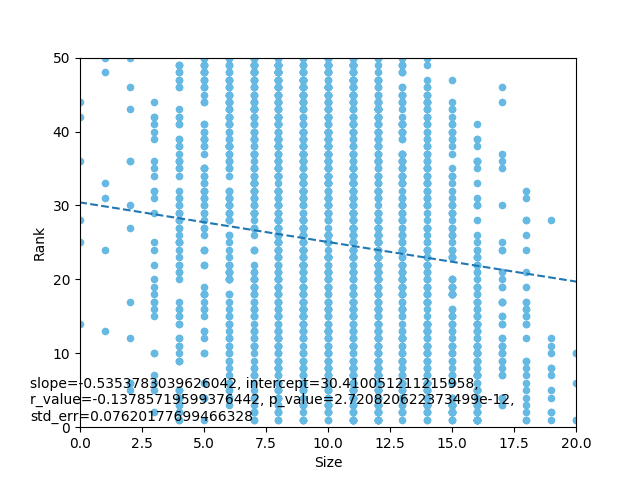 50
40
30
20
10
0
Rank
slope=-0.5353783039626042, intercept=30.410051211215958,
r_value=-0.13785719599376442, p_value=2.720820622373499e-12,
std_err=0.07620177699466328
0.0 2.5 5.0 7.5 10.0 12.5 15.0 17.5 20.0
Size